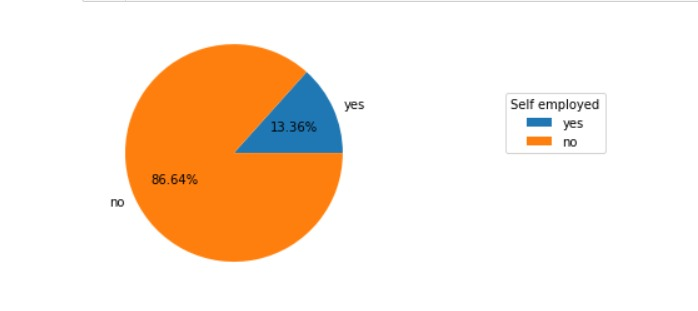 yes
13.36%
86.64%
no
Self employed
yes
no